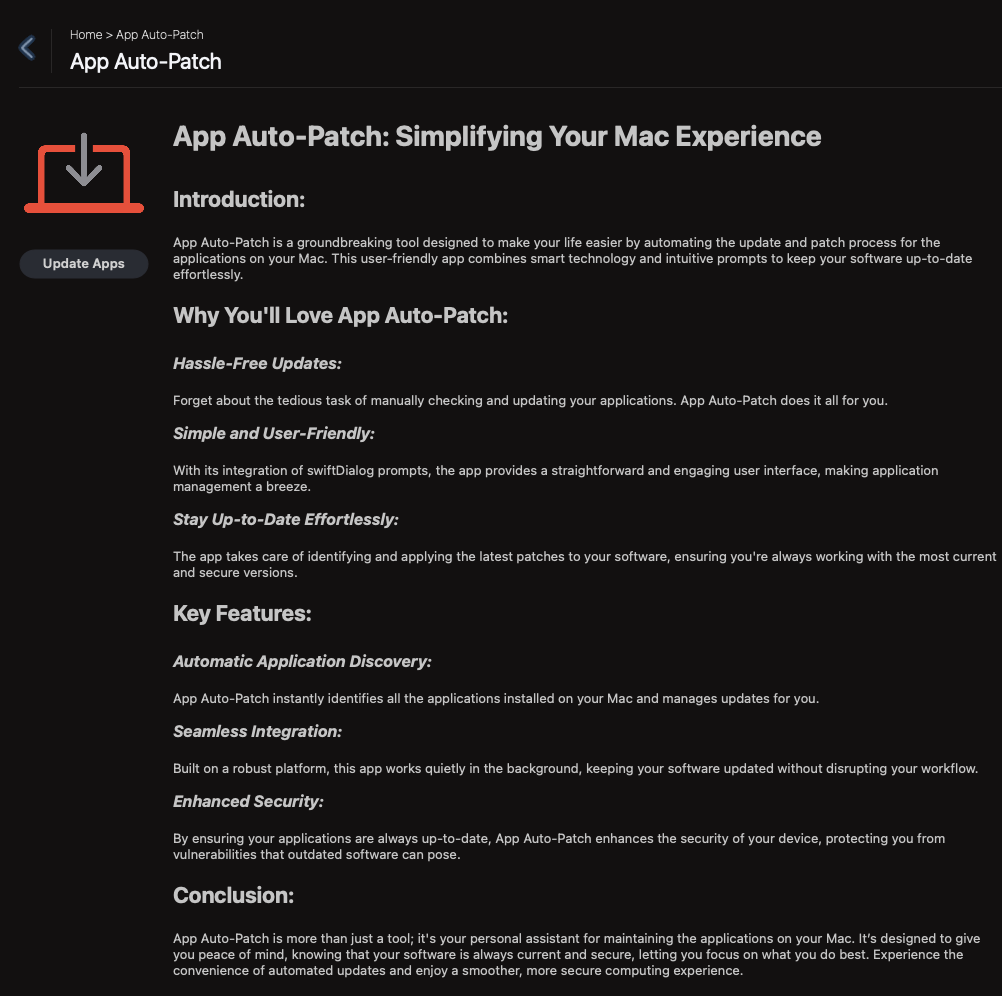 Home > App Auto-Patch
App Auto-Patch
Update Apps
App Auto-Patch: Simplifying Your Mac Experience
Introduction:
App Auto-Patch is a groundbreaking tool designed to make your life easier by automating the update and patch process for the
applications on your Mac. This user-friendly app combines smart technology and intuitive prompts to keep your software up-to-date
effortlessly.
Why You'll Love App Auto-Patch:
Hassle-Free Updates:
Forget about the tedious task of manually checking and updating your applications. App Auto-Patch does it all for you.
Simple and User-Friendly:
With its integration of swiftDialog prompts, the app provides a straightforward and engaging user interface, making application
management a breeze.
Stay Up-to-Date Effortlessly:
The app takes care of identifying and applying the latest patches to your software, ensuring you're always working with the most current
and secure versions.
Key Features:
Automatic Application Discovery:
App Auto-Patch instantly identifies all the applications installed on your Mac and manages updates for you.
Seamless Integration:
Built on a robust platform, this app works quietly in the background, keeping your software updated without disrupting your workflow.
Enhanced Security:
By ensuring your applications are always up-to-date, App Auto-Patch enhances the security of your device, protecting you from
vulnerabilities that outdated software can pose.
Conclusion:
App Auto-Patch is more than just a tool; it's your personal assistant for maintaining the applications on your Mac. It’s designed to give
you peace of mind, knowing that your software is always current and secure, letting you focus on what you do best. Experience the
convenience of automated updates and enjoy a smoother, more secure computing experience.